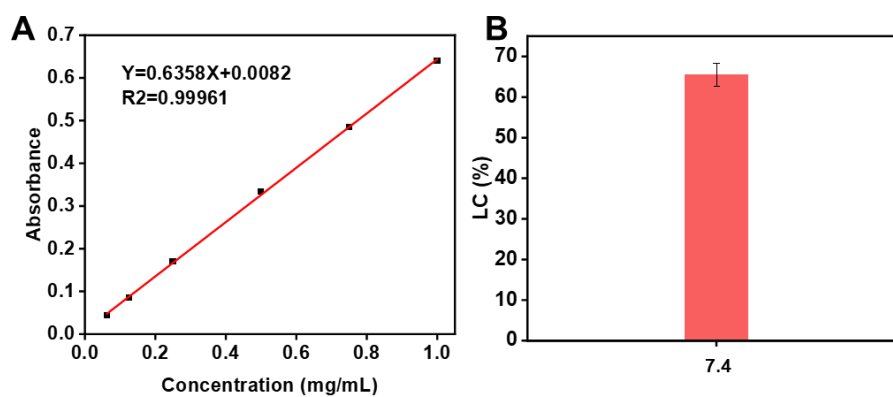 A
Y=0.6358X+0.0082
R2=0.99961
Absorbance
0.7
0.6
0.5
0.4
0.3
0.2
0.1
0.0
0.0 0.2 0.4 0.6 0.8 1.0
Concentration (mg/mL)
B
LC (%)
70
60
50
40
30
20
10
0
7.4